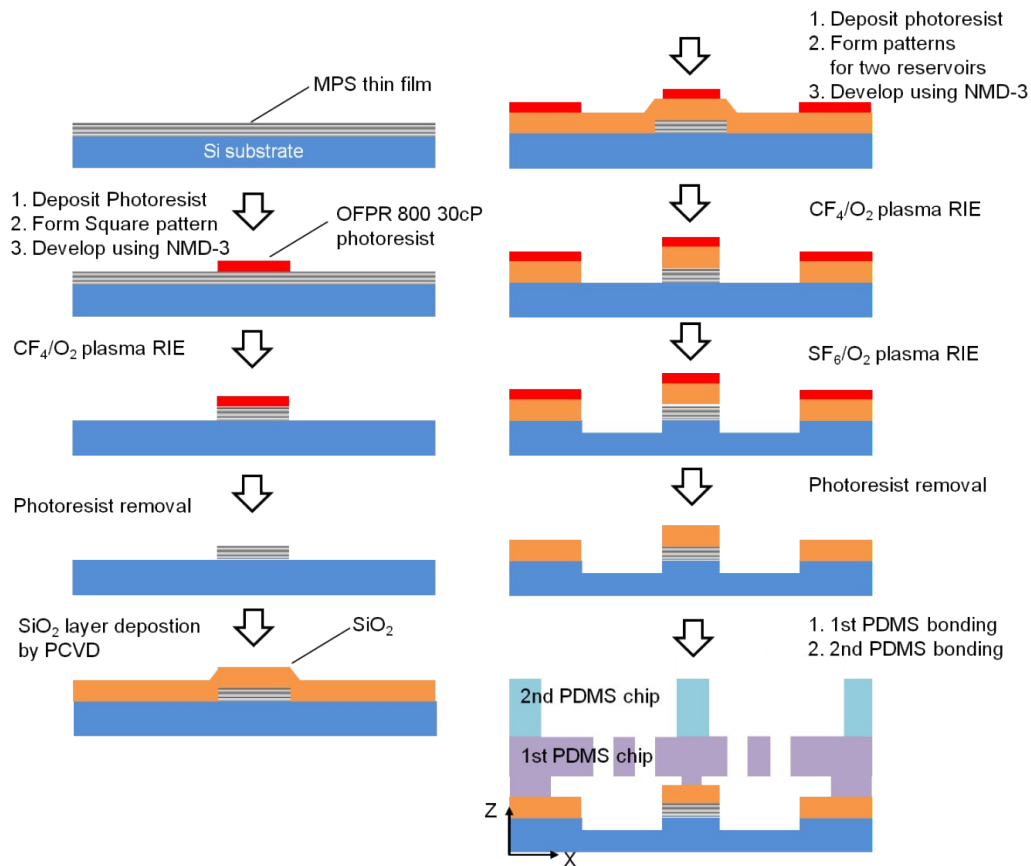 MPS thin film
Si substrate
1. Deposit Photoresist
2. Form Square pattern
3. Develop using NMD-3
OFPR 800 30cP
photoresist
CF₄/O₂ plasma RIE
Photoresist removal
SiO₂ layer depostion
by PCVD
SiO₂
1. Deposit photoresist
2. Form patterns
for two reservoirs
3. Develop using NMD-3
CF₄/O₂ plasma RIE
SF₆/O₂ plasma RIE
Photoresist removal
1. 1st PDMS bonding
2. 2nd PDMS bonding
2nd PDMS chip
1st PDMS chip
Z
X